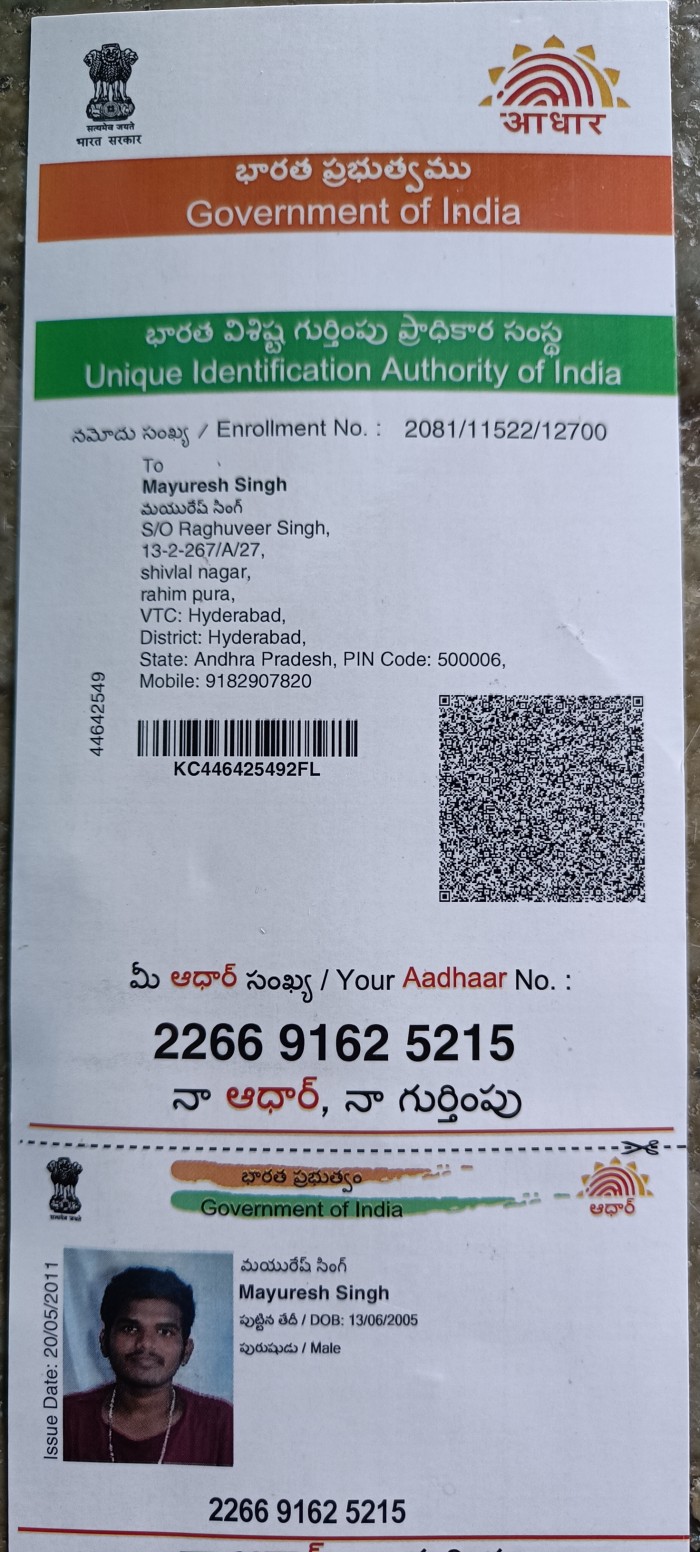 सत्यमेव जयते
भारत सरकार
आधार
భారత ప్రభుత్వము
Government of India
భారత విశిష్ట గుర్తింపు ప్రాధికార సంస్థ
Unique Identification Authority of India
నమోదు సంఖ్య / Enrollment No. : 2081/11522/12700
To
Mayuresh Singh
మయురేష్ సింగ్
S/O Raghuveer Singh,
13-2-267/A/27,
shivlal nagar,
rahim pura,
VTC: Hyderabad,
District: Hyderabad,
State: Andhra Pradesh, PIN Code: 500006,
Mobile: 9182907820
44642549
KC446425492FL
మీ ఆధార్ సంఖ్య / Your Aadhaar No. :
2266 9162 5215
నా ఆధార్, నా గుర్తింపు
భారత ప్రభుత్వం
Government of India
सत्यमेव जयते
ఆధార్
Issue Date: 20/05/2011
మయురేష్ సింగ్
Mayuresh Singh
పుట్టిన తేదీ / DOB: 13/06/2005
పురుషుడు / Male
2266 9162 5215